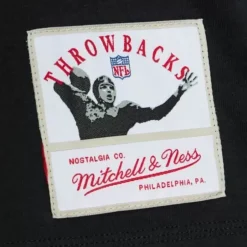 THROWBACKS
NFL
NOSTALGIA CO.
Mitchell & Ness
PHILADELPHIA, PA.